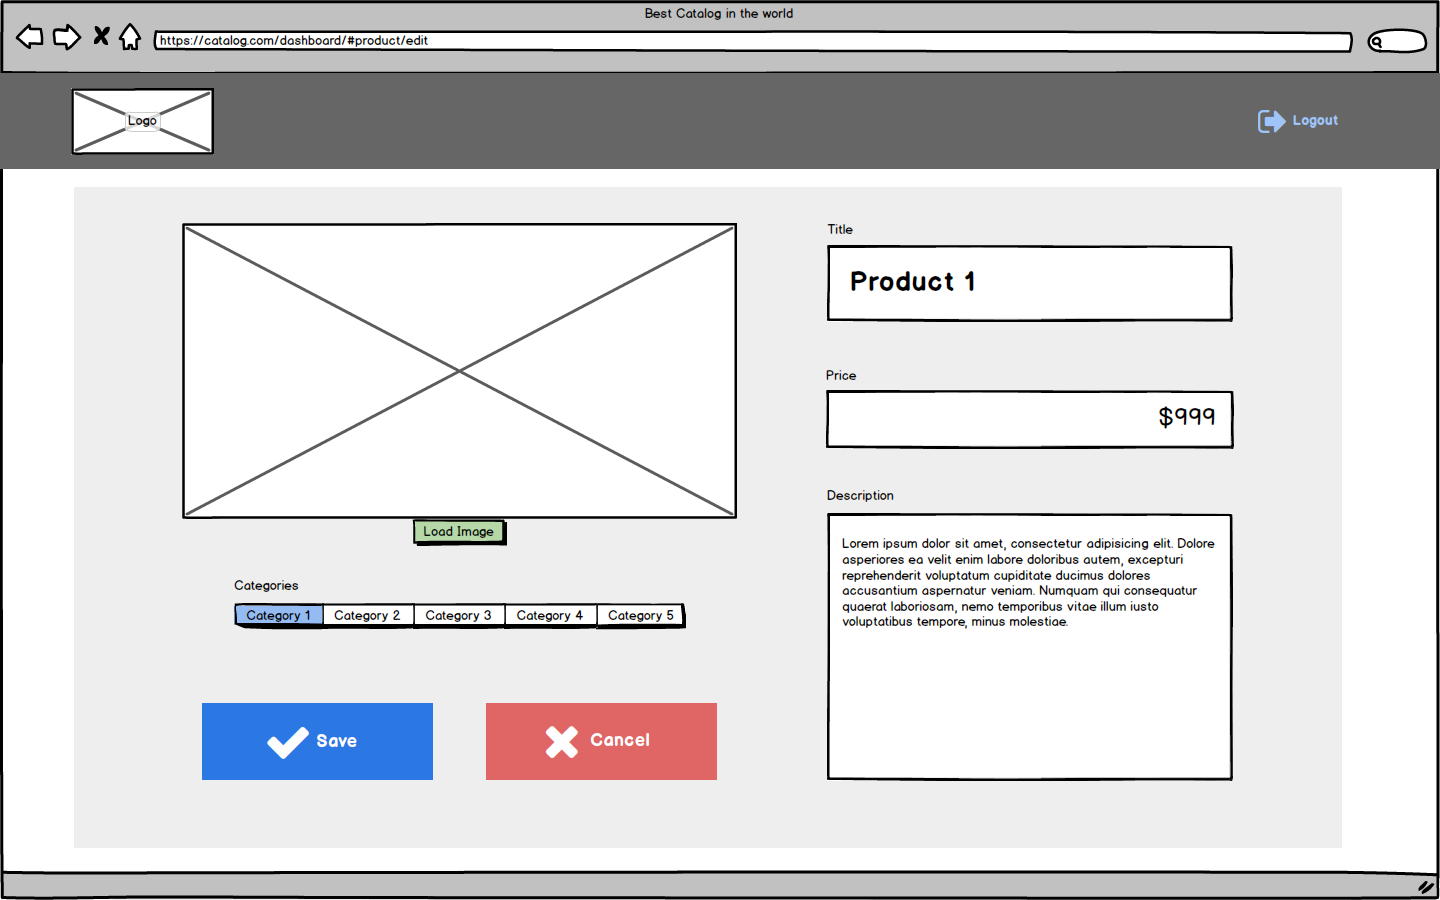 Best Catalog in the world
https://catalog.com/dashboard/#product/edit
Logo
Logout
Title
Product 1
Price
$999
Load Image
Categories
Category 1 Category 2 Category 3 Category 4 Category 5
Save
Cancel
Description
Lorem ipsum dolor sit amet, consectetur adipisicing elit. Dolore
asperiores ea velit enim labore doloribus autem, excepturi
reprehenderit voluptatum cupiditate ducimus dolores
accusantium aspernatur veniam. Numquam qui consequatur
quaerat laboriosam, nemo temporibus vitae illum iusto
voluptatibus tempore, minus molestiae.